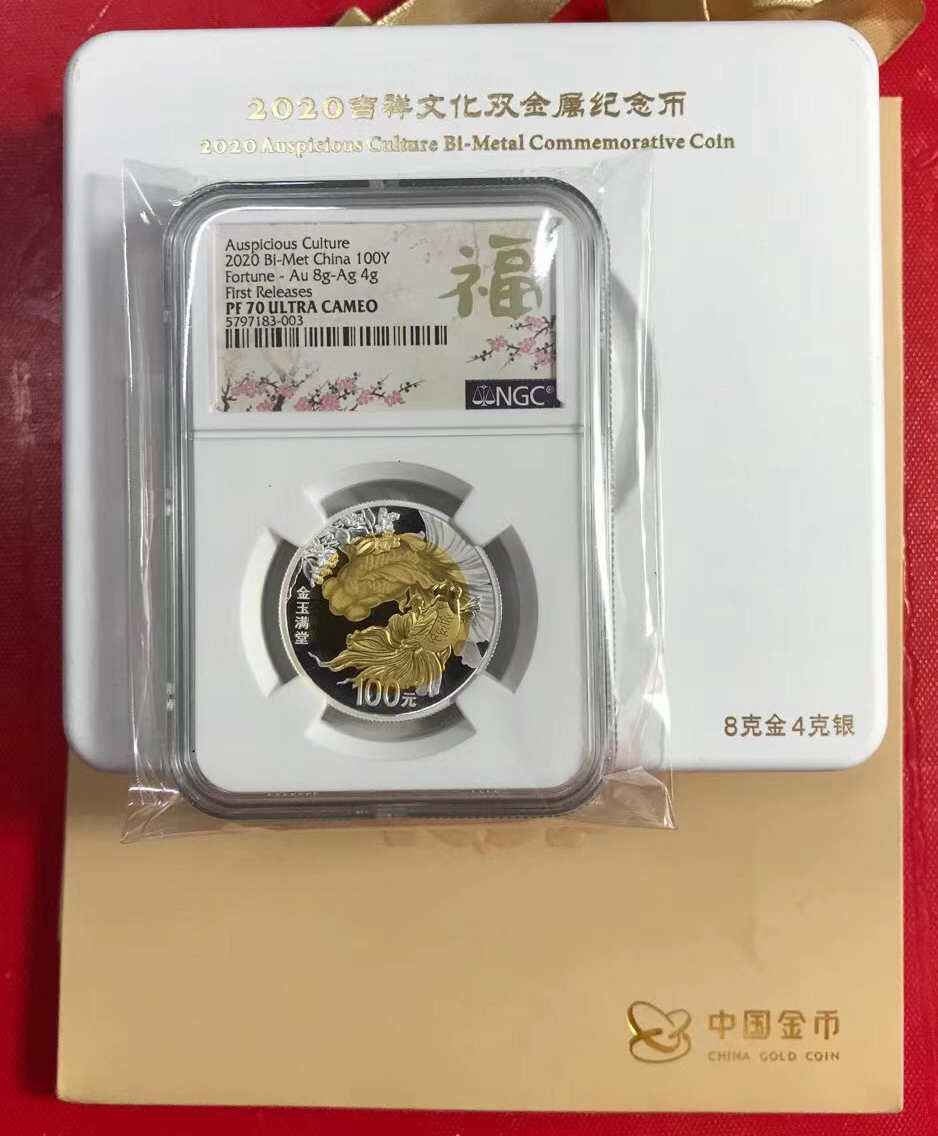 2020吉祥文化双金属纪念币
2020 Auspicious Culture Bi-Metal Commemorative Coin
Auspicious Culture
2020 Bi-Met China 100Y
Fortune - Au 8g-Ag 4g
First Releases
PF 70 ULTRA CAMEO
5797183-003
福
NGC®
金玉满堂
100元
8克金4克银
中国金币
CHINA GOLD COIN